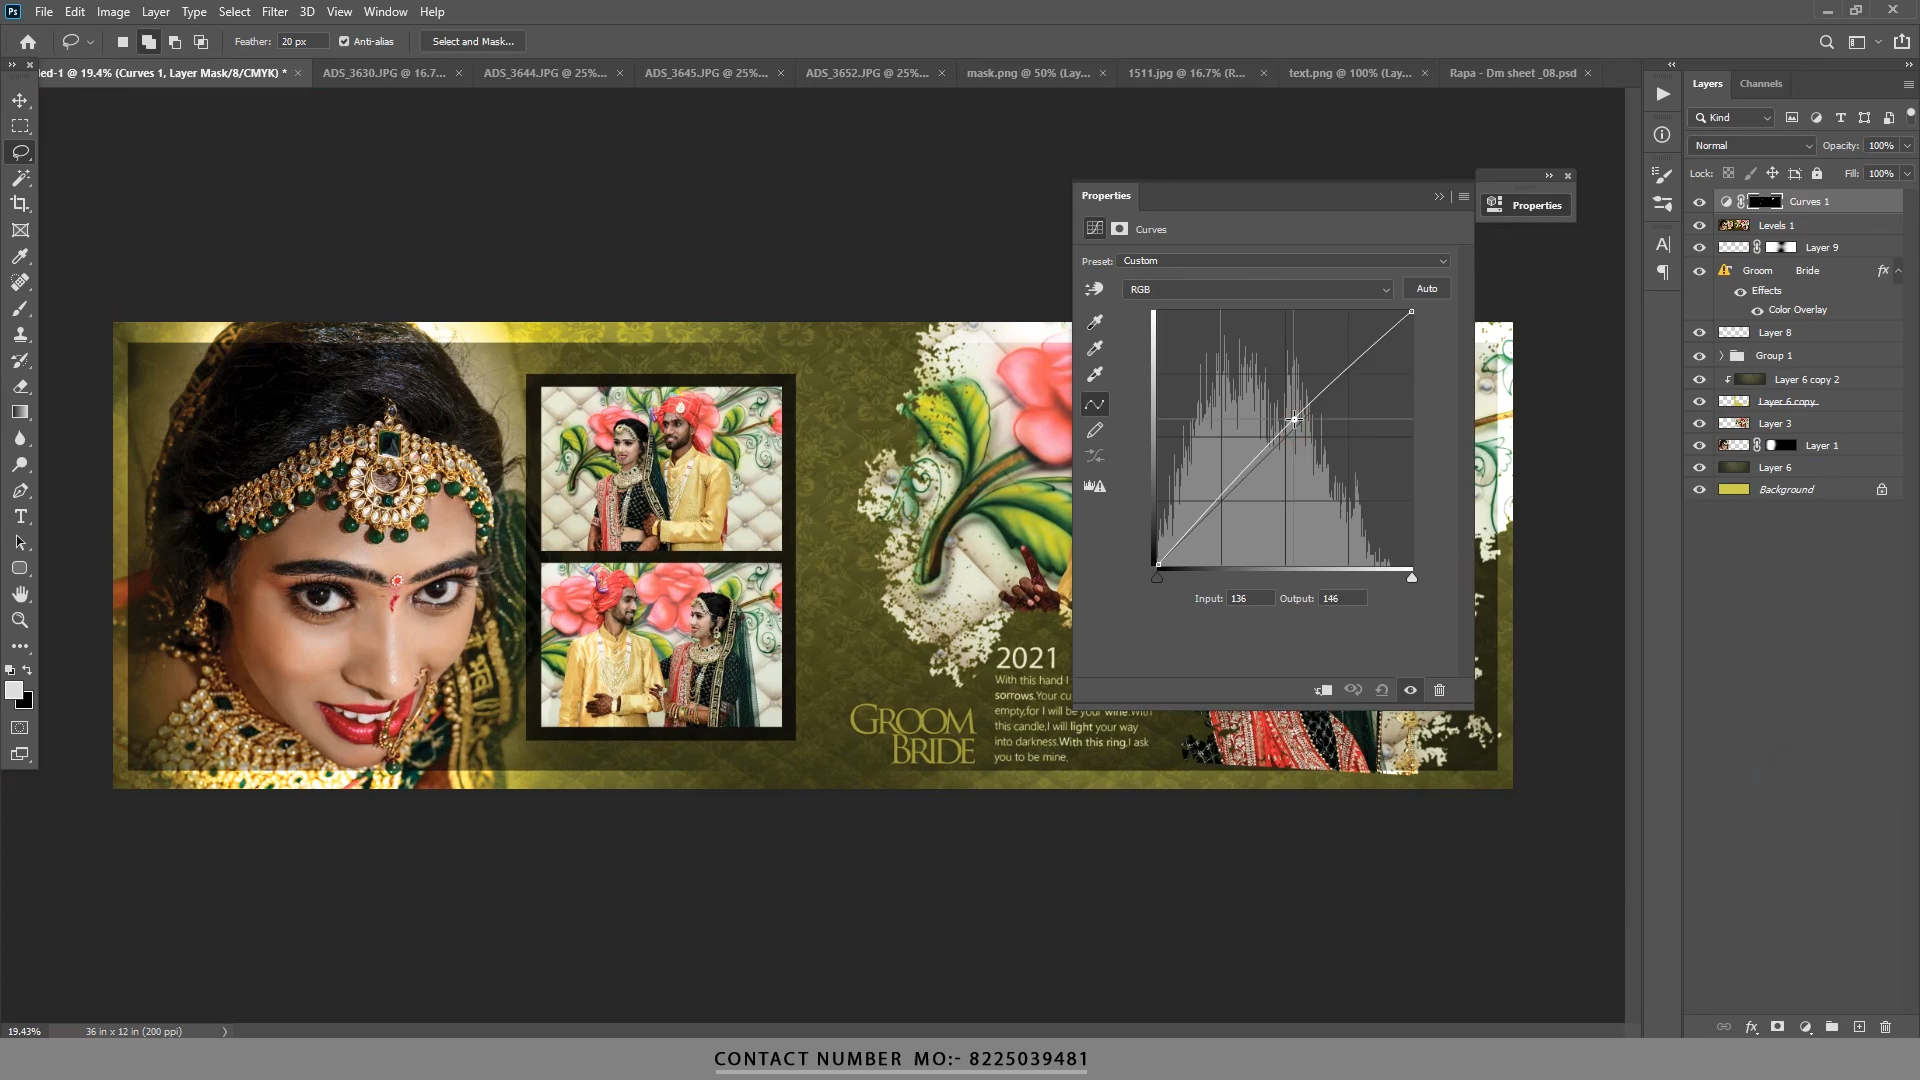 Ps File Edit Image Layer Type Select Filter 3D View Window Help
Feather: 20 px Anti-alias Select and Mask...
led-1 @ 19.4% (Curves 1, Layer Mask/8/CMYK) * ADS_3630.JPG @ 16.7... ADS_3644.JPG @ 25%... ADS_3645.JPG @ 25%... ADS_3652.JPG @ 25%... mask.png @ 50% (Lay... 1511.jpg @ 16.7% (R... text.png @ 100% (Lay... Rapa - Dm sheet _08.psd
Layers Channels
Kind
Normal Opacity: 100%
Lock: Fill: 100%
Curves 1
Levels 1
Layer 9
Groom Bride fx
Effects
Color Overlay
Layer 8
Group 1
Layer 6 copy 2
Layer 6 copy
Layer 3
Layer 1
Layer 6
Background
Properties
Properties
Curves
Preset: Custom
RGB Auto
Input: 136 Output: 146
2021
With this hand I
sorrows.Your cu
empty,for I will be your wine.With
this candle,I will light your way
into darkness.With this ring,I ask
you to be mine.
GROOM
BRIDE
19.43% 36 in x 12 in (200 ppi)
CONTACT NUMBER MO:- 8225039481